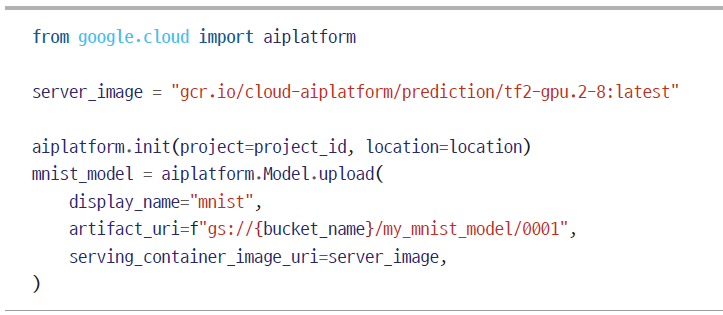 from google.cloud import aiplatform
server_image = "gcr.io/cloud-aiplatform/prediction/tf2-gpu.2-8:latest"
aiplatform.init(project=project_id, location=location)
mnist_model = aiplatform.Model.upload(
    display_name="mnist",
    artifact_uri=f"gs://{bucket_name}/my_mnist_model/0001",
    serving_container_image_uri=server_image,
)